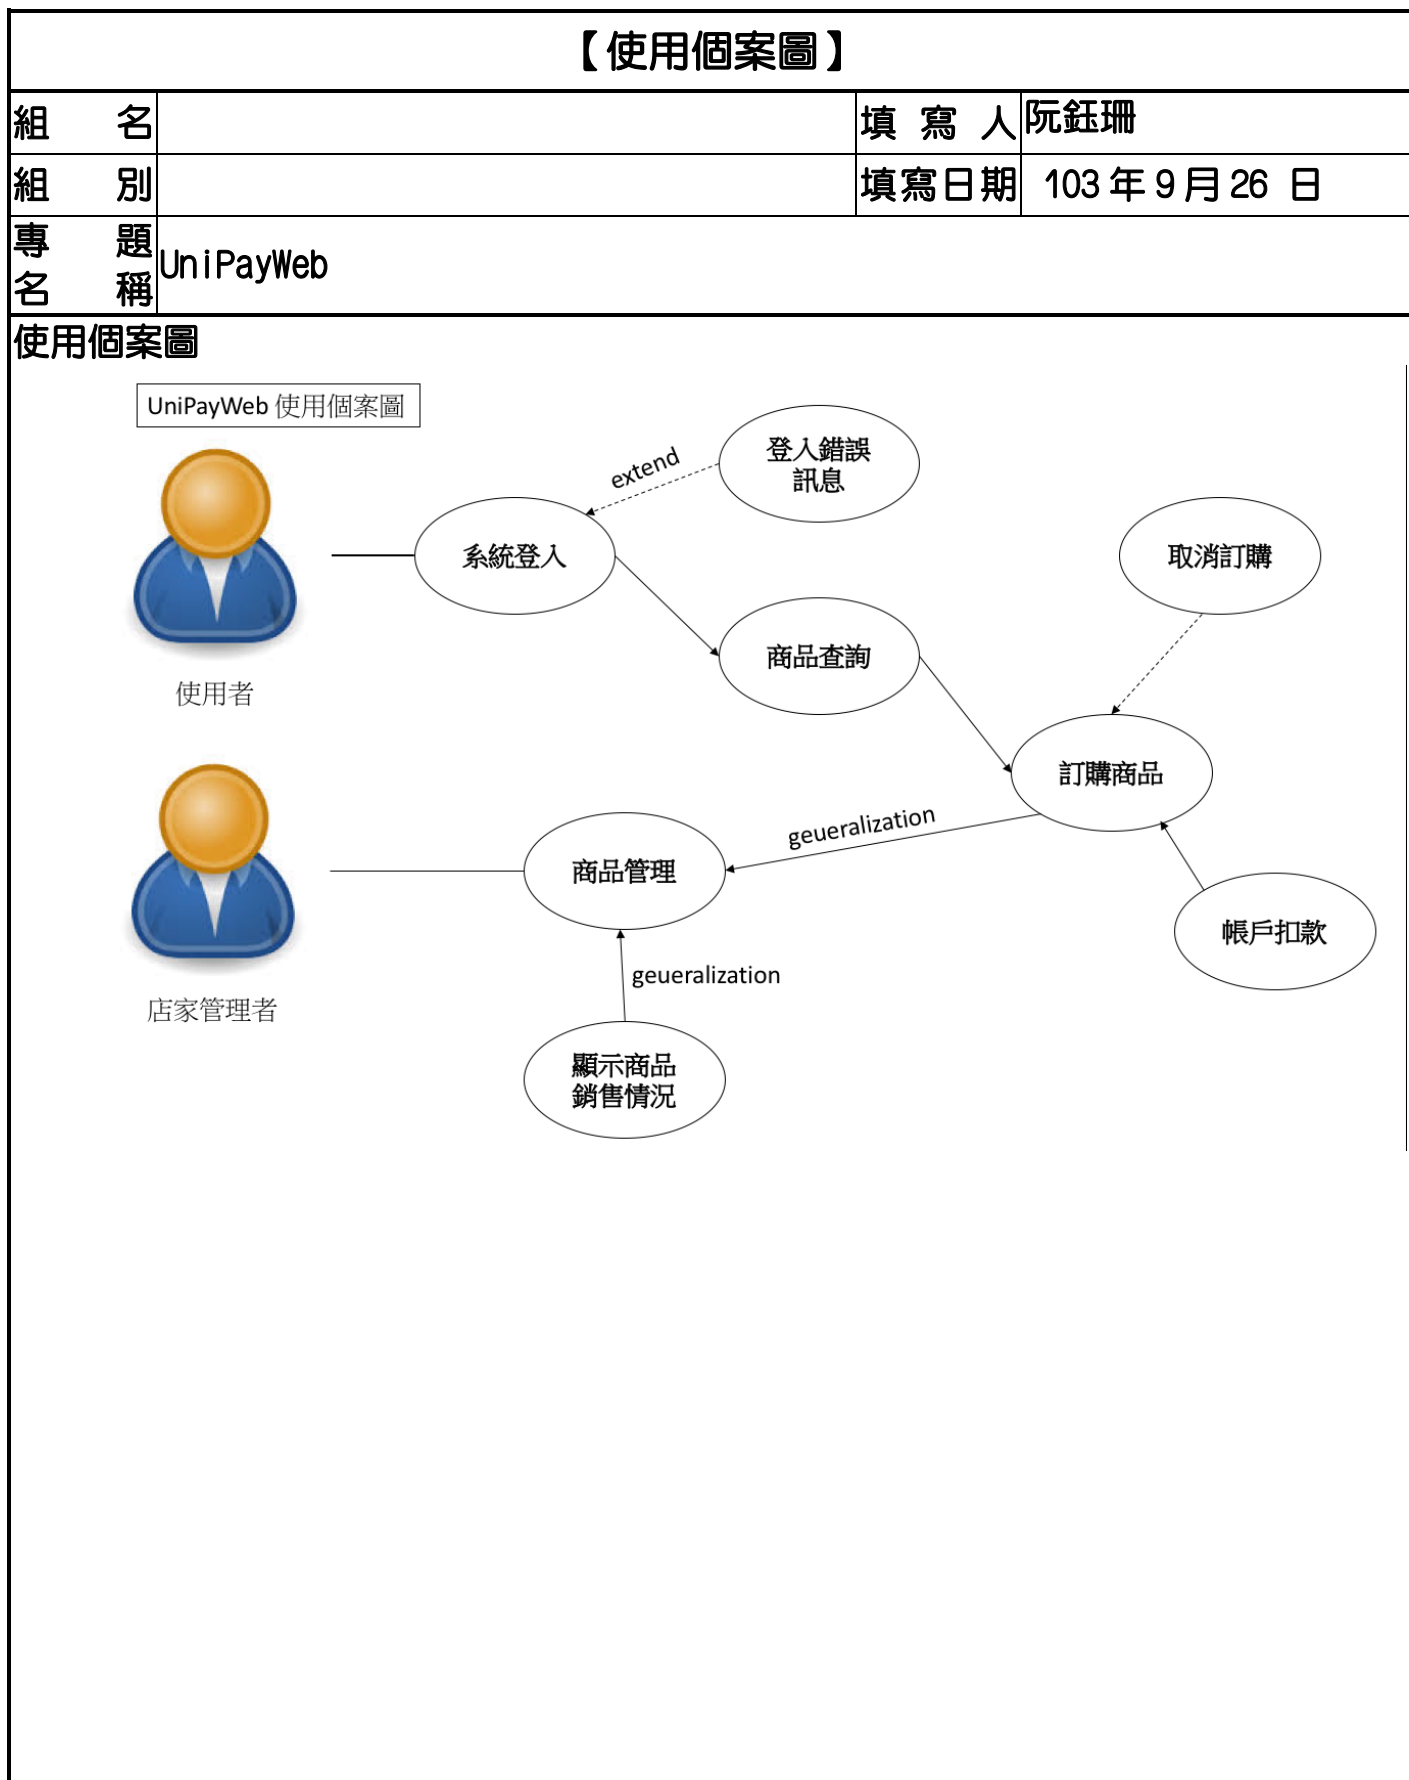 【使用個案圖】
組 名
填 寫 人 阮鈺珊
組 別
填寫日期 103 年 9 月 26 日
專 題
名 稱
UniPayWeb
使用個案圖
UniPayWeb 使用個案圖
登入錯誤
訊息
extend
系統登入
取消訂購
商品查詢
使用者
訂購商品
geueralization
商品管理
帳戶扣款
geueralization
店家管理者
顯示商品
銷售情況